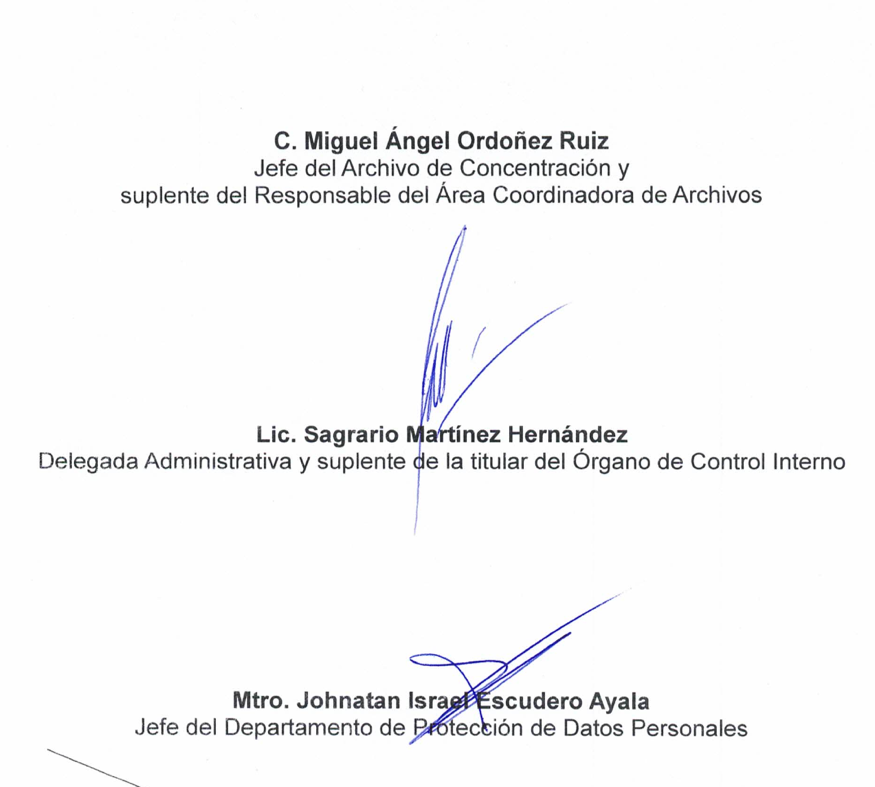 C. Miguel Ángel Ordoñez Ruiz
Jefe del Archivo de Concentración y
suplente del Responsable del Área Coordinadora de Archivos
Lic. Sagrario Martínez Hernández
Delegada Administrativa y suplente de la titular del Órgano de Control Interno
Mtro. Johnatan Israel Escudero Ayala
Jefe del Departamento de Protección de Datos Personales